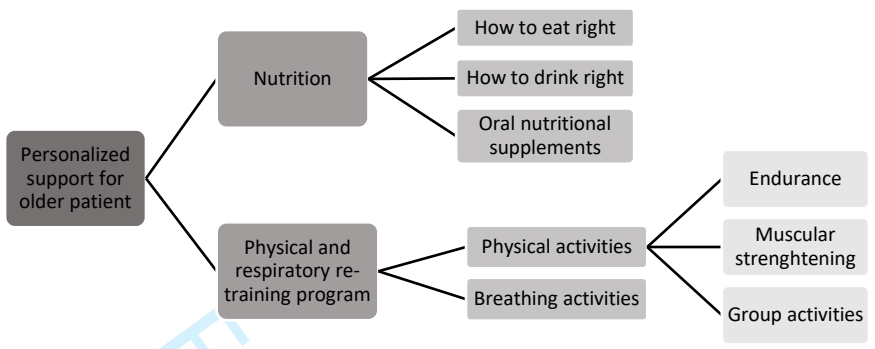 Personalized
support for
older patient
Nutrition
How to eat right
How to drink right
Oral nutritional
supplements
Physical and
respiratory re-
training program
Physical activities
Breathing activities
Endurance
Muscular
strenghtening
Group activities